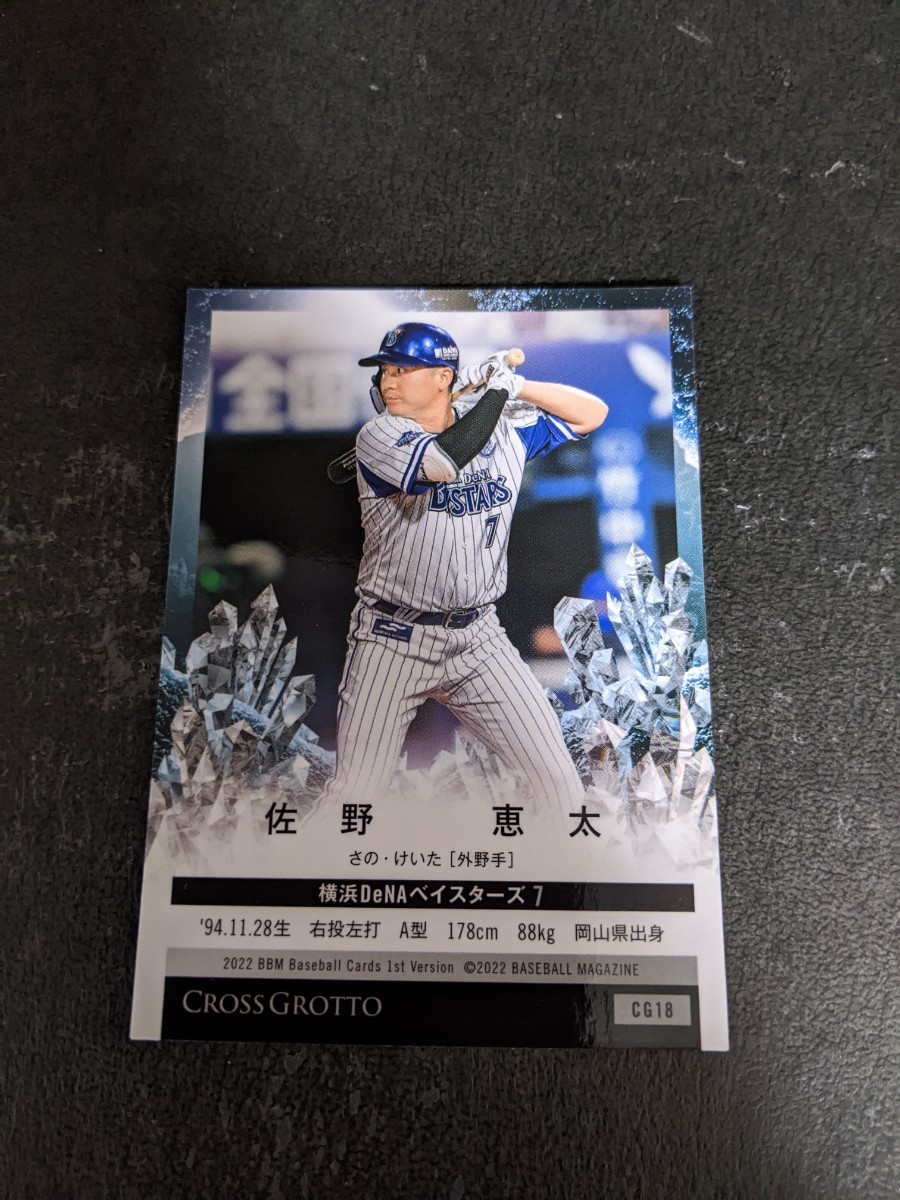 全国
B
DeNA
B★STARS
7
佐野 恵太
さの・けいた [外野手]
横浜DeNAベイスターズ 7
'94.11.28生 右投左打 A型 178cm 88kg 岡山県出身
2022 BBM Baseball Cards 1st Version ©2022 BASEBALL MAGAZINE
CROSS GROTTO
CG18